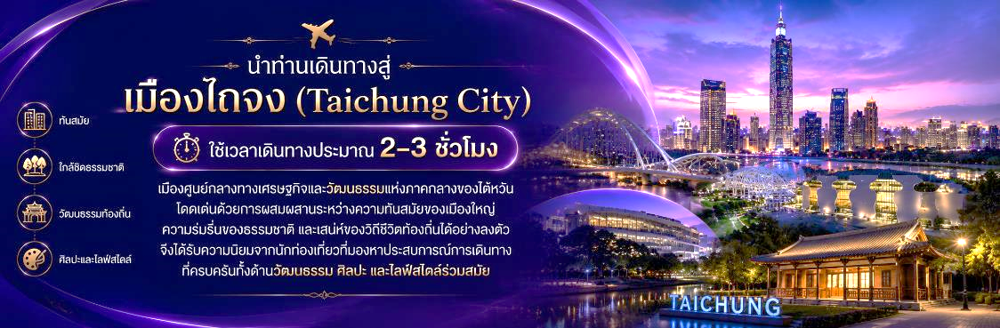 นำท่านเดินทางสู่
เมืองไถจง (Taichung City)
ใช้เวลาเดินทางประมาณ 2–3 ชั่วโมง
ทันสมัย
ใกล้ชิดธรรมชาติ
วัฒนธรรมท้องถิ่น
ศิลปะและไลฟ์สไตล์
เมืองศูนย์กลางทางเศรษฐกิจและวัฒนธรรมแห่งภาคกลางของไต้หวัน
โดดเด่นด้วยการผสมผสานระหว่างความทันสมัยของเมืองใหญ่
ความร่มรื่นของธรรมชาติ และเสน่ห์ของวิถีชีวิตท้องถิ่นได้อย่างลงตัว
จึงได้รับความนิยมจากนักท่องเที่ยวที่มองหาประสบการณ์การเดินทาง
ที่ครบครันทั้งด้านวัฒนธรรม ศิลปะ และไลฟ์สไตล์ร่วมสมัย
TAICHUNG